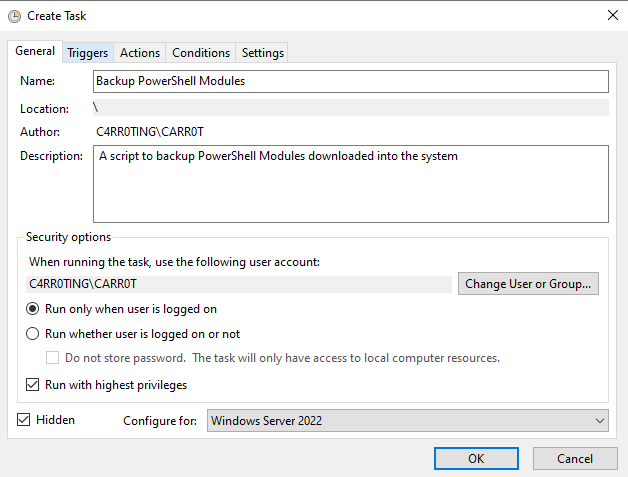 Create Task
General Triggers Actions Conditions Settings
Name: Backup PowerShell Modules
Location: \
Author: C4RR0TING\CARR0T
Description: A script to backup PowerShell Modules downloaded into the system
Security options
When running the task, use the following user account:
C4RR0TING\CARR0T Change User or Group...
Run only when user is logged on
Run whether user is logged on or not
Do not store password. The task will only have access to local computer resources.
Run with highest privileges
Hidden Configure for: Windows Server 2022
OK Cancel